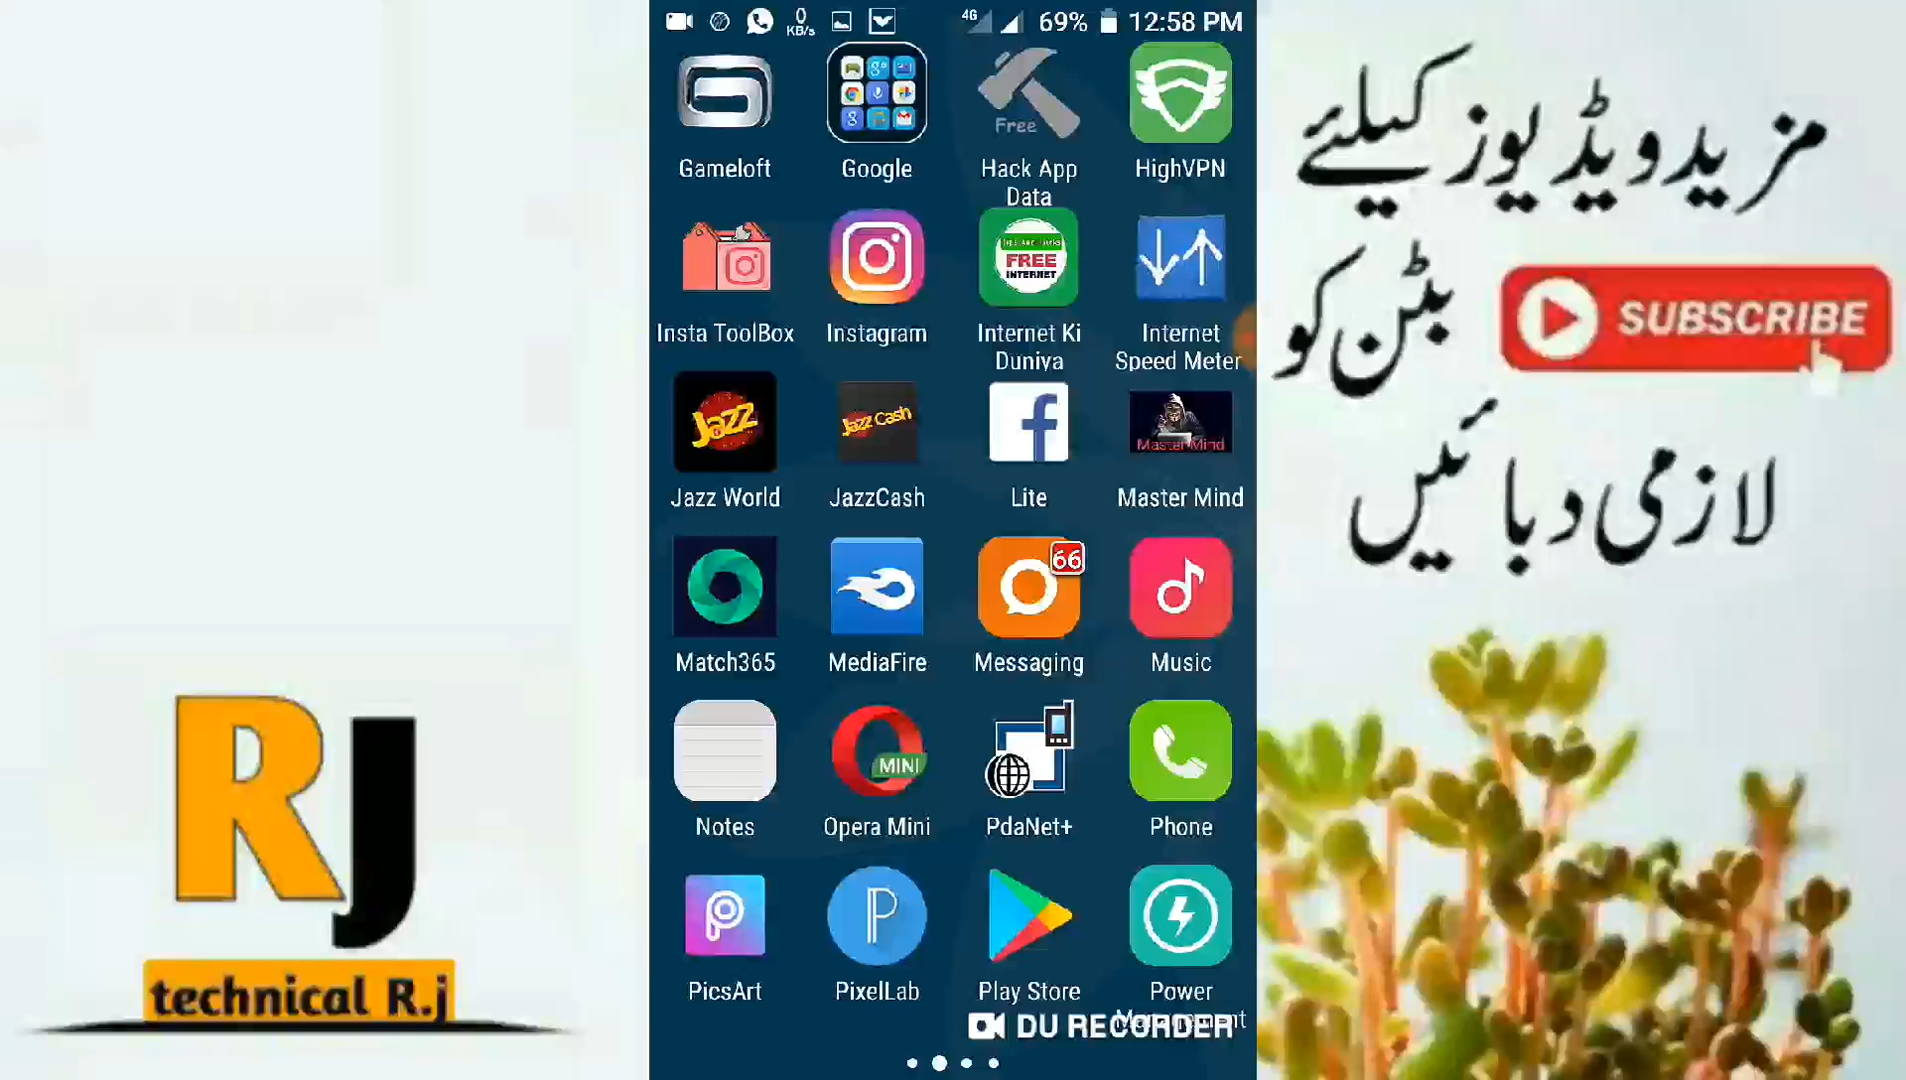 0
KB/s
4G
69%
12:58 PM
Free
Gameloft
Google
Hack App
Data
HighVPN
FREE
INTERNET
Insta ToolBox
Instagram
Internet Ki
Duniya
Internet
Speed Meter
Jazz
Jazz Cash
Master Mind
Jazz World
JazzCash
Lite
Master Mind
66
Match365
MediaFire
Messaging
Music
MINI
Notes
Opera Mini
PdaNet+
Phone
PicsArt
PixelLab
Play Store
Power
Management
DU RECORDER
RJ
technical R.j
مزید ویڈیوز کیلئے
SUBSCRIBE
بٹن کو
لازمی دبائیں